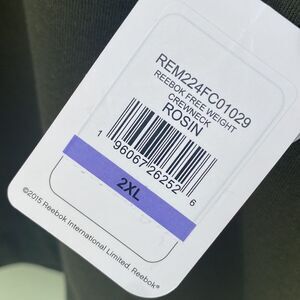 REM224FC01029
REEBOK FREE WEIGHT
CREWNECK
ROSIN
1 96067 26252 6
2XL
©2015 Reebok International Limited. Reebok®